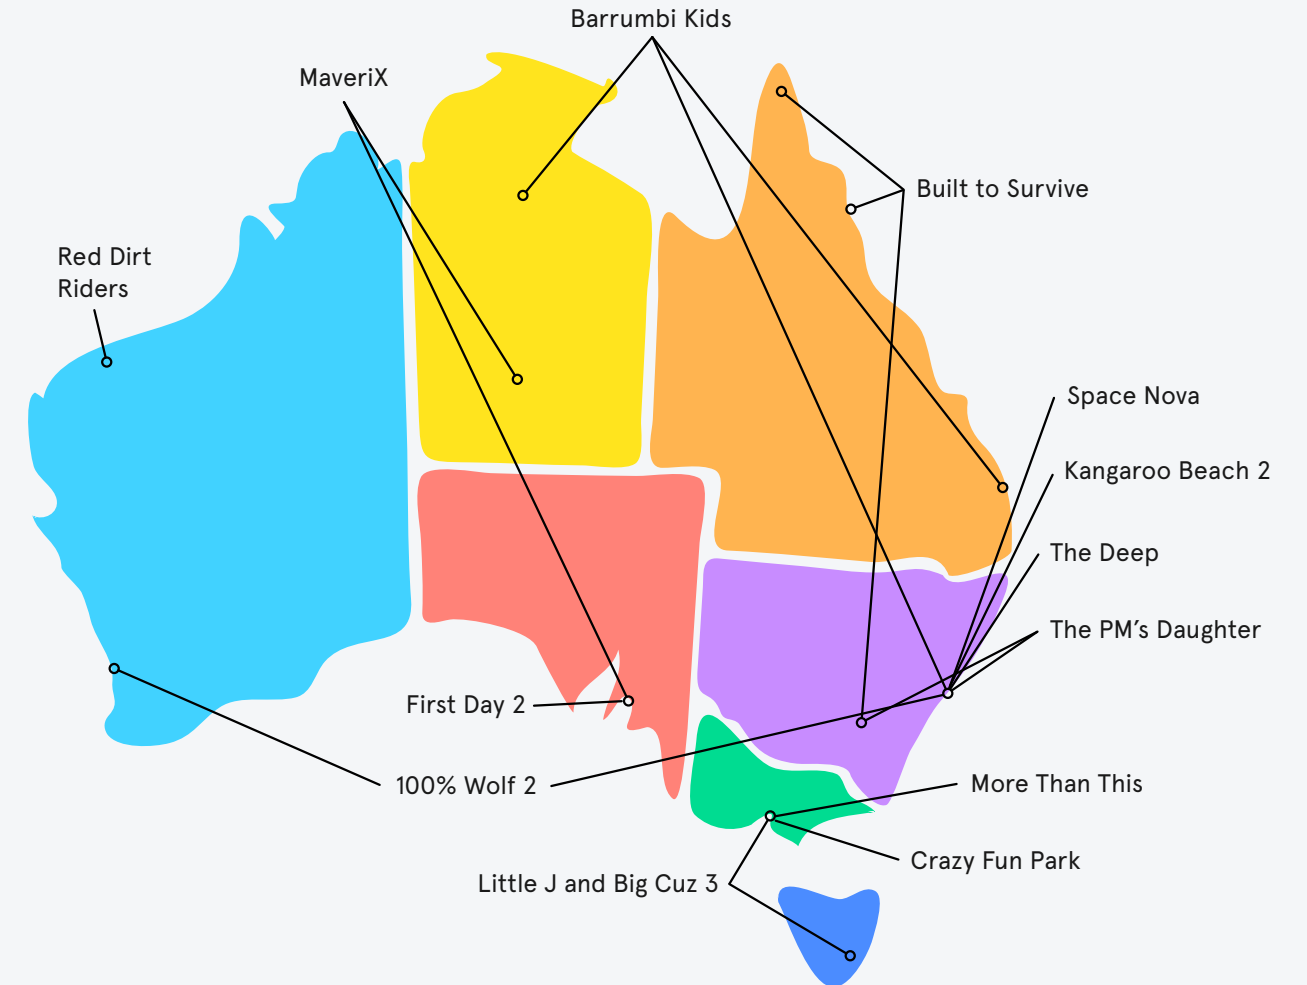 Barrumbi Kids
MaveriX
Built to Survive
Red Dirt
Riders
Space Nova
Kangaroo Beach 2
The Deep
The PM’s Daughter
First Day 2
100% Wolf 2
More Than This
Crazy Fun Park
Little J and Big Cuz 3